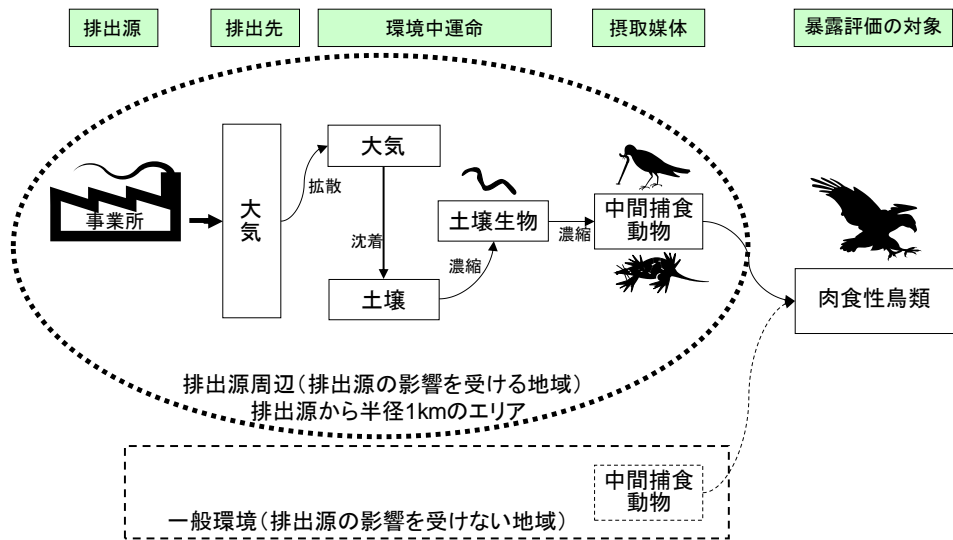 排出源
排出先
環境中運命
摂取媒体
暴露評価の対象
事業所
大
気
拡散
大気
沈着
土壌
濃縮
土壌生物
濃縮
中間捕食
動物
肉食性鳥類
排出源周辺(排出源の影響を受ける地域)
排出源から半径1kmのエリア
中間捕食
動物
一般環境(排出源の影響を受けない地域)